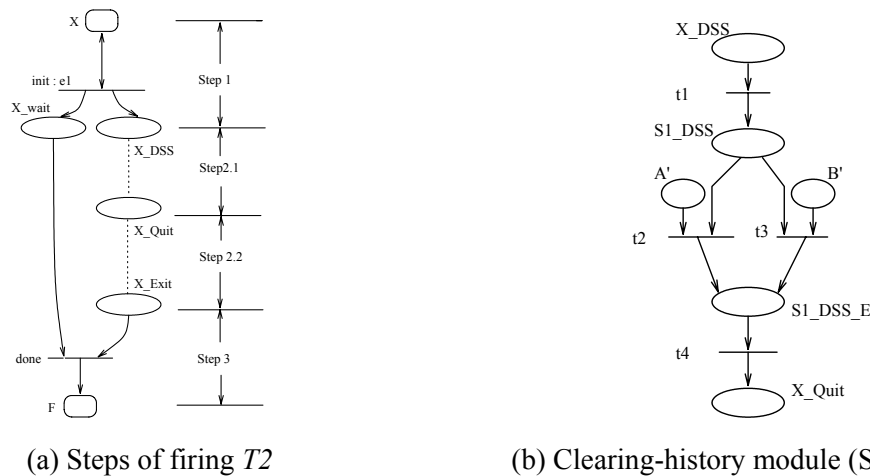 X
init : e1
X_wait
X_DSS
X_Quit
X_Exit
done
F
Step 1
Step2.1
Step 2.2
Step 3
(a) Steps of firing T2
X_DSS
t1
S1_DSS
A'
B'
t2
t3
S1_DSS_E
t4
X_Quit
(b) Clearing-history module (S